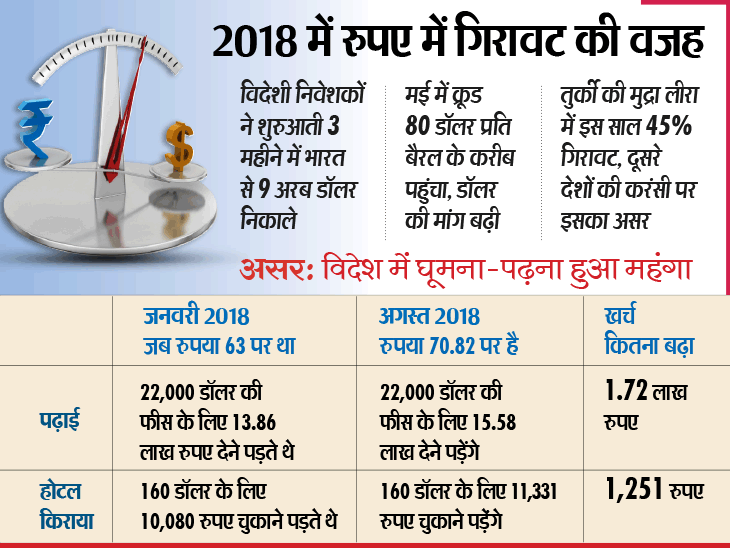 2018 में रुपए में गिरावट की वजह
विदेशी निवेशकों
ने शुरुआती 3
महीने में भारत
से 9 अरब डॉलर
निकाले
मई में क्रूड
80 डॉलर प्रति
बैरल के करीब
पहुंचा, डॉलर
की मांग बढ़ी
तुर्की की मुद्रा लीरा
में इस साल 45%
गिरावट, दूसरे
देशों की करंसी पर
इसका असर
₹
$
असर: विदेश में घूमना-पढ़ना हुआ महंगा
जनवरी 2018
जब रुपया 63 पर था
अगस्त 2018
रुपया 70.82 पर है
खर्च
कितना बढ़ा
पढ़ाई
22,000 डॉलर की
फीस के लिए 13.86
लाख रुपए देने पड़ते थे
22,000 डॉलर की
फीस के लिए 15.58
लाख देने पड़ेंगे
1.72 लाख
रुपए
होटल
किराया
160 डॉलर के लिए
10,080 रुपए चुकाने पड़ते थे
160 डॉलर के लिए 11,331
रुपए चुकाने पड़ेंगे
1,251 रुपए